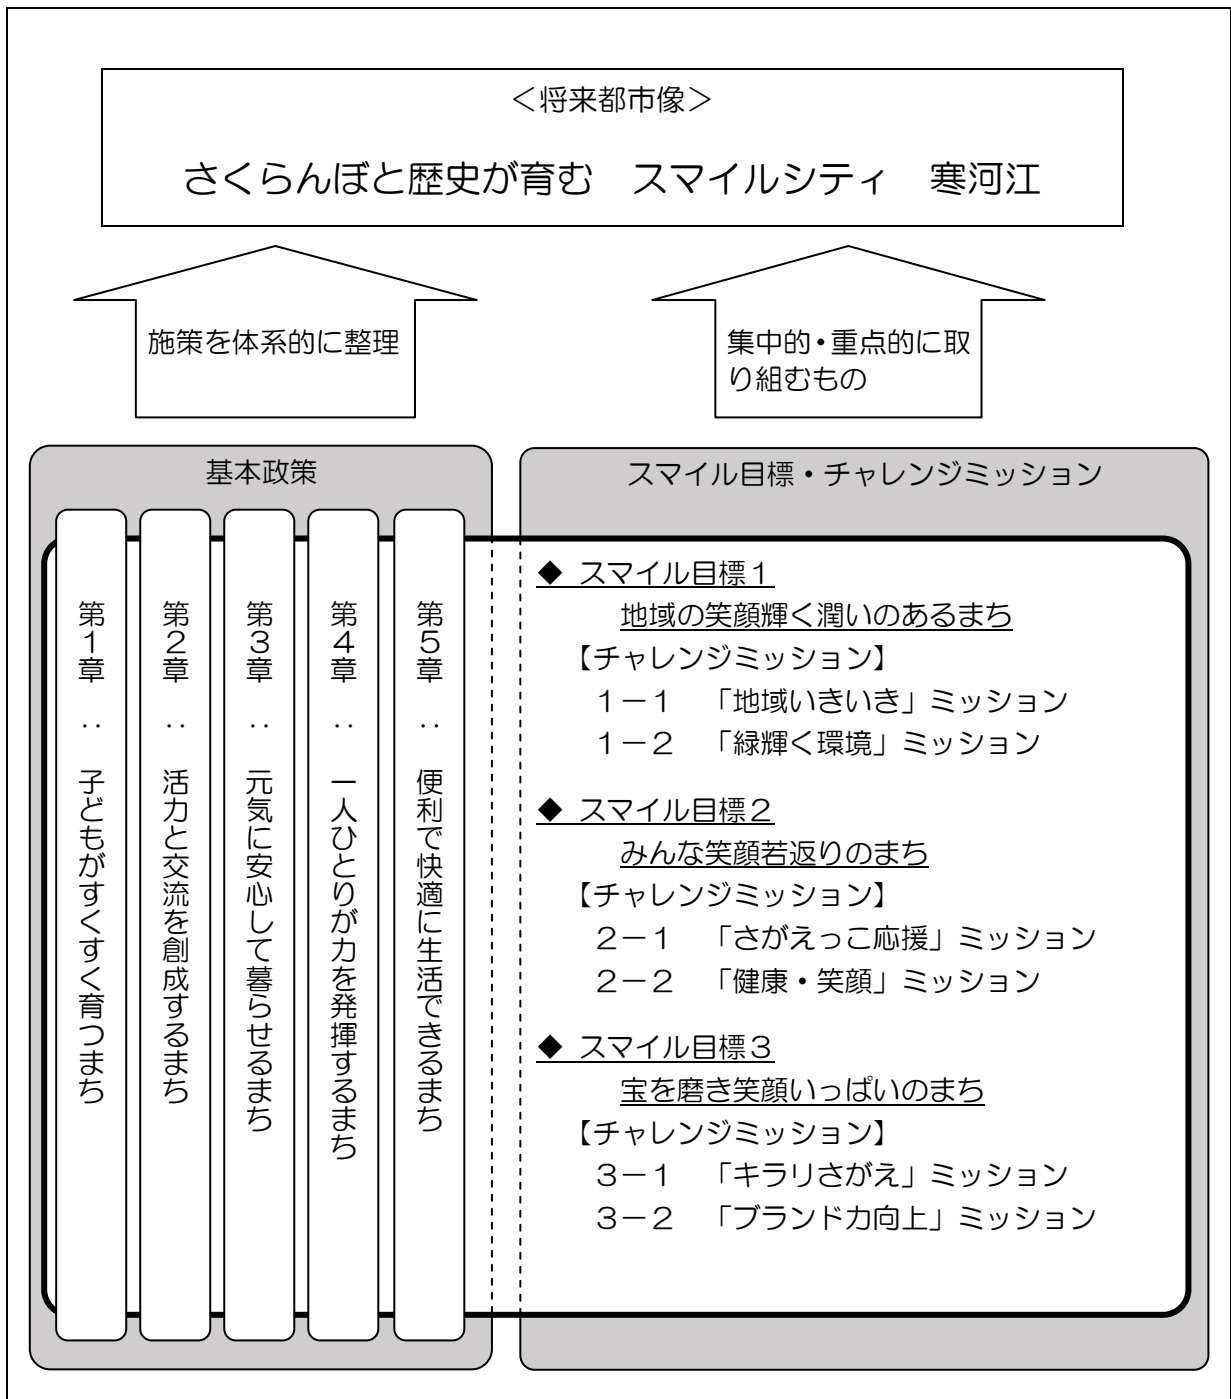 ＜将来都市像＞
さくらんぼと歴史が育む　スマイルシティ　寒河江
施策を体系的に整理
集中的・重点的に取
り組むもの
基本政策
第１章　：　子どもがすくすく育つまち
第２章　：　活力と交流を創成するまち
第３章　：　元気に安心して暮らせるまち
第４章　：　一人ひとりが力を発揮するまち
第５章　：　便利で快適に生活できるまち
スマイル目標・チャレンジミッション
◆ スマイル目標１
地域の笑顔輝く潤いのあるまち
【チャレンジミッション】
１－１　「地域いきいき」ミッション
１－２　「緑輝く環境」ミッション
◆ スマイル目標２
みんな笑顔若返りのまち
【チャレンジミッション】
２－１　「さがえっこ応援」ミッション
２－２　「健康・笑顔」ミッション
◆ スマイル目標３
宝を磨き笑顔いっぱいのまち
【チャレンジミッション】
３－１　「キラリさがえ」ミッション
３－２　「ブランド力向上」ミッション